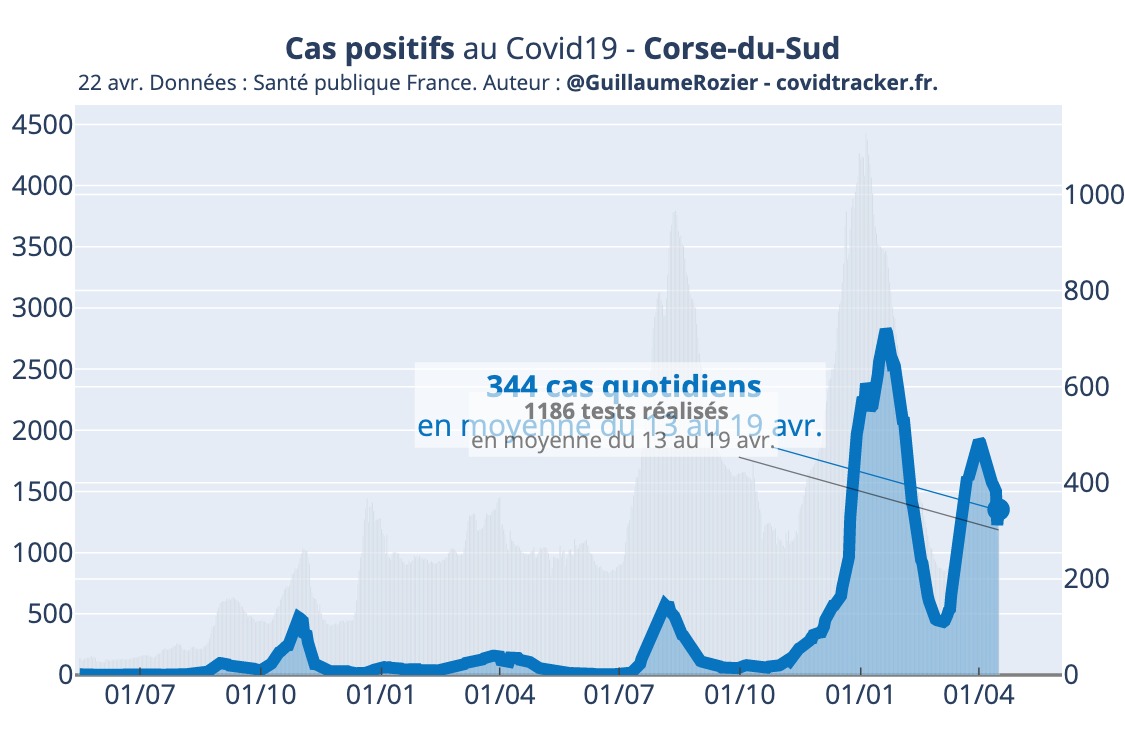 Cas positifs au Covid19 - Corse-du-Sud
22 avr. Données : Santé publique France. Auteur : @GuillaumeRozier - covidtracker.fr.
4500
4000
3500
3000
2500
2000
1500
1000
500
0
1000
800
600
400
200
0
344 cas quotidiens
en moyenne du 13 au 19 avr.
1186 tests réalisés
en moyenne du 13 au 19 avr.
01/07 01/10 01/01 01/04 01/07 01/10 01/01 01/04